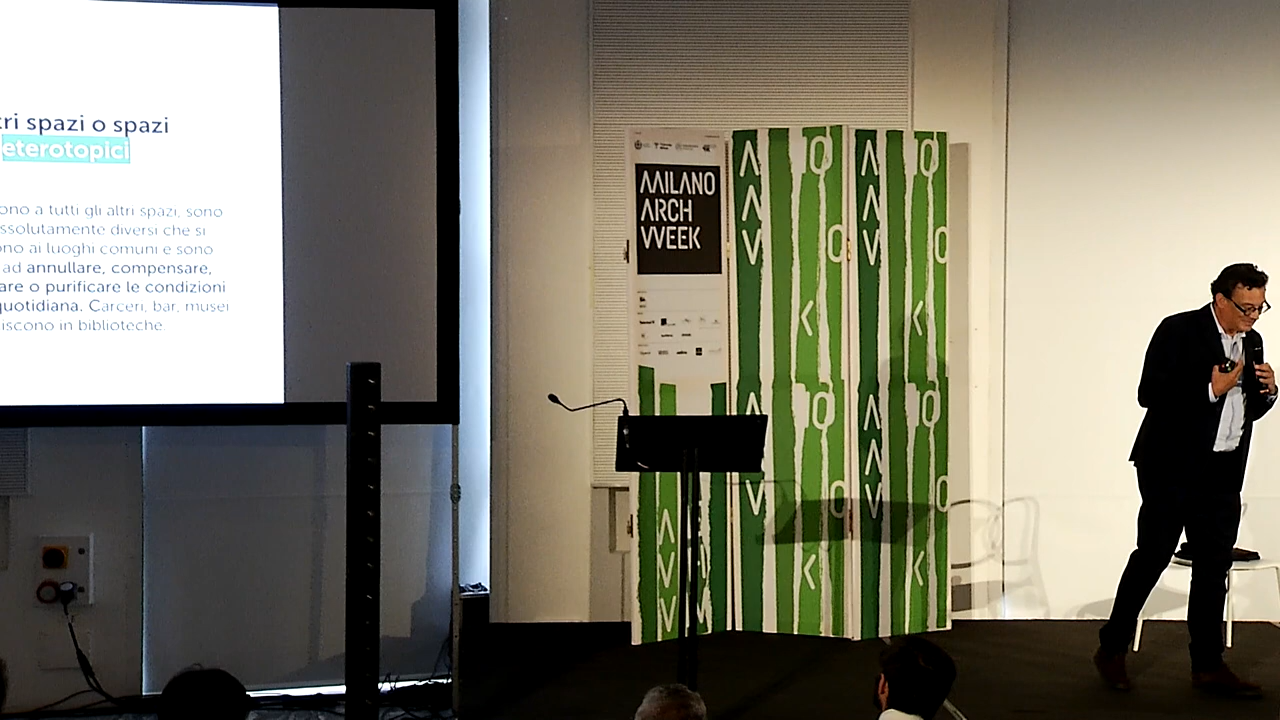 tri spazi o spazi
eterotopici
ono a tutti gli altri spazi, sono
ssolutamente diversi che si
ono ai luoghi comuni e sono
ad annullare, compensare,
are o purificare le condizioni
quotidiana. Carceri, bar, musei
iscono in biblioteche.
MILANO
ARCH
WEEK